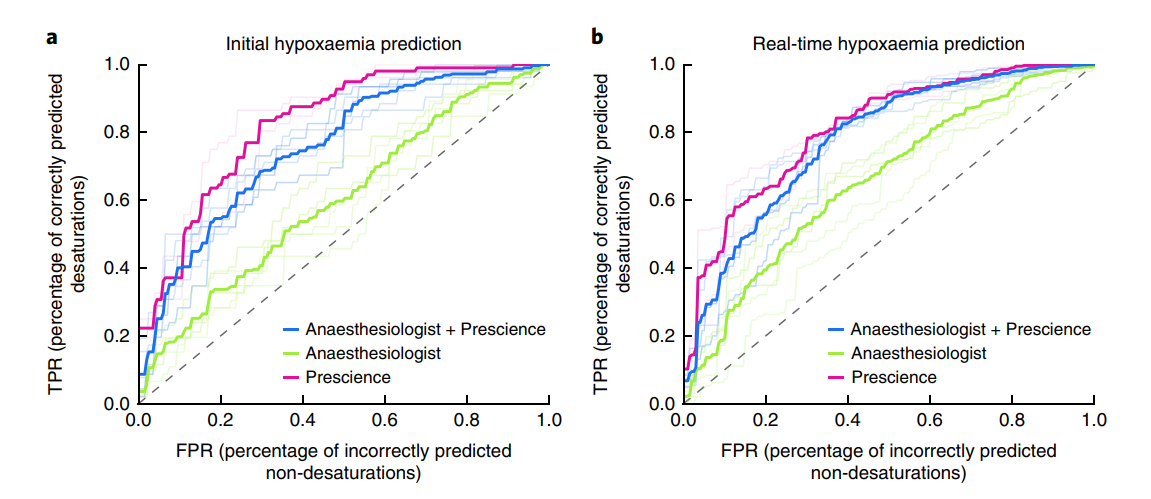 a
Initial hypoxaemia prediction
TPR (percentage of correctly predicted
desaturations)
1.0
0.8
0.6
0.4
0.2
0.0
Anaesthesiologist + Prescience
Anaesthesiologist
Prescience
0.0 0.2 0.4 0.6 0.8 1.0
FPR (percentage of incorrectly predicted
non-desaturations)
b
Real-time hypoxaemia prediction
TPR (percentage of correctly predicted
desaturations)
1.0
0.8
0.6
0.4
0.2
0.0
Anaesthesiologist + Prescience
Anaesthesiologist
Prescience
0.0 0.2 0.4 0.6 0.8 1.0
FPR (percentage of incorrectly predicted
non-desaturations)